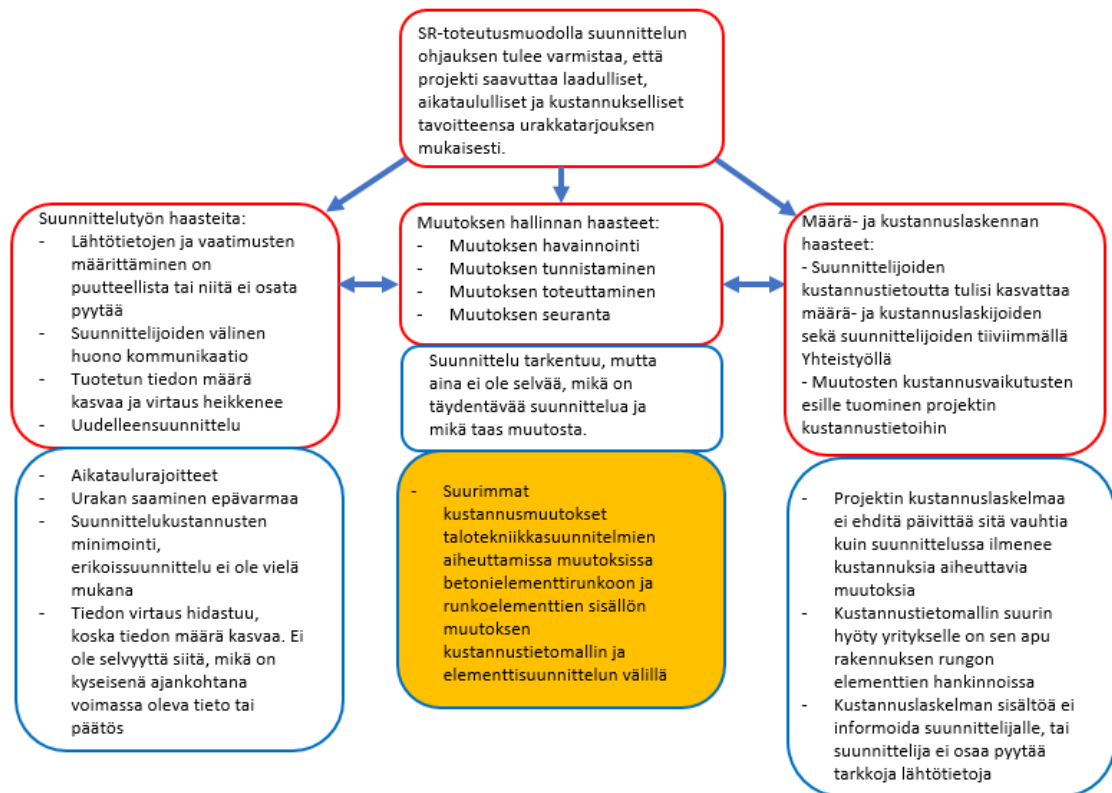 SR-toteutusmuodolla suunnittelun
ohjauksen tulee varmistaa, että
projekti saavuttaa laadulliset,
aikataululliset ja kustannukselliset
tavoitteensa urakkatarjouksen
mukaisesti.
Suunnittelutyön haasteita:
- Lähtötietojen ja vaatimusten
määrittäminen on
puutteellista tai niitä ei osata
pyytää
- Suunnittelijoiden välinen
huono kommunikaatio
- Tuotetun tiedon määrä
kasvaa ja virtaus heikkenee
- Uudelleensuunnittelu
Muutoksen hallinnan haasteet:
- Muutoksen havainnointi
- Muutoksen tunnistaminen
- Muutoksen toteuttaminen
- Muutoksen seuranta
Määrä- ja kustannuslaskennan
haasteet:
- Suunnittelijoiden
kustannustietoutta tulisi kasvattaa
määrä- ja kustannuslaskijoiden
sekä suunnittelijoiden tiiviimmällä
Yhteistyöllä
- Muutosten kustannusvaikutusten
esille tuominen projektin
kustannustietoihin
Suunnittelu tarkentuu, mutta
aina ei ole selvää, mikä on
täydentävää suunnittelua ja
mikä taas muutosta.
- Aikataulurajoitteet
- Urakan saaminen epävarmaa
- Suunnittelukustannusten
minimointi,
erikoissuunnittelu ei ole vielä
mukana
- Tiedon virtaus hidastuu,
koska tiedon määrä kasvaa. Ei
ole selvyyttä siitä, mikä on
kyseisenä ajankohtana
voimassa oleva tieto tai
päätös
- Suurimmat
kustannusmuutokset
talotekniikkasuunnitelmien
aiheuttamissa muutoksissa
betonielementtirunkoon ja
runkoelementtien sisällön
muutoksen
kustannustietomallin ja
elementtisuunnittelun välillä
- Projektin kustannuslaskelmaa
ei ehditä päivittää sitä vauhtia
kuin suunnittelussa ilmenee
kustannuksia aiheuttavia
muutoksia
- Kustannustietomallin suurin
hyöty yritykselle on sen apu
rakennuksen rungon
elementtien hankinnoissa
- Kustannuslaskelman sisältöä ei
informoida suunnittelijalle, tai
suunnittelija ei osaa pyytää
tarkkoja lähtötietoja